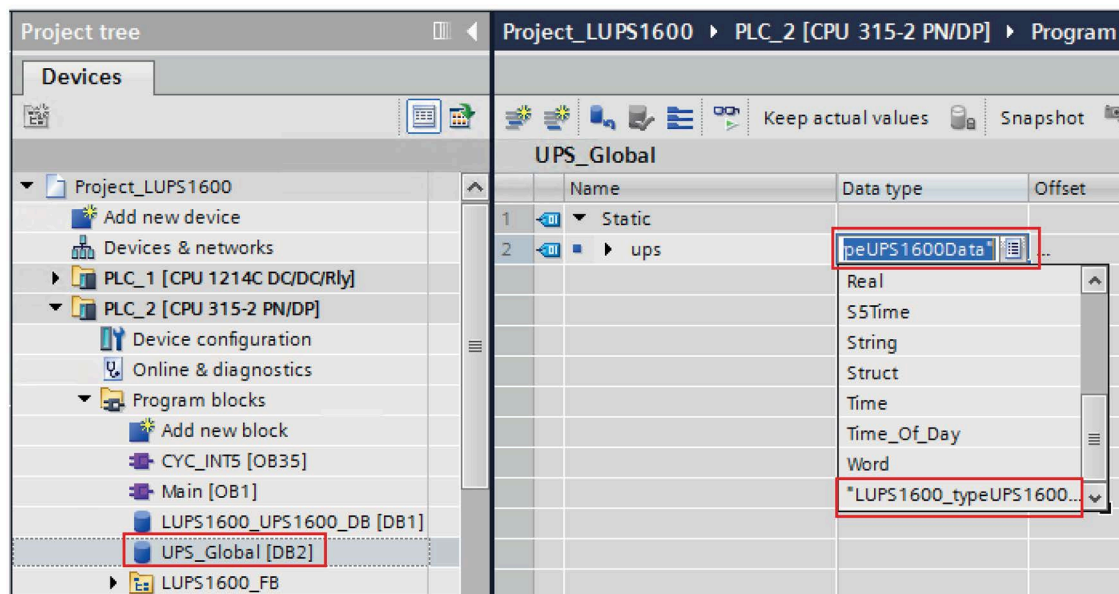 Project tree
Devices
Project_LUPS1600
Add new device
Devices & networks
PLC_1 [CPU 1214C DC/DC/Rly]
PLC_2 [CPU 315-2 PN/DP]
Device configuration
Online & diagnostics
Program blocks
Add new block
CYC_INT5 [OB35]
Main [OB1]
LUPS1600_UPS1600_DB [DB1]
UPS_Global [DB2]
LUPS1600_FB
Project_LUPS1600 PLC_2 [CPU 315-2 PN/DP] Program
Keep actual values Snapshot
UPS_Global
Name Data type Offset
1 Static
2 ups peUPS1600Data" ...
Real
S5Time
String
Struct
Time
Time_Of_Day
Word
"LUPS1600_typeUPS1600...